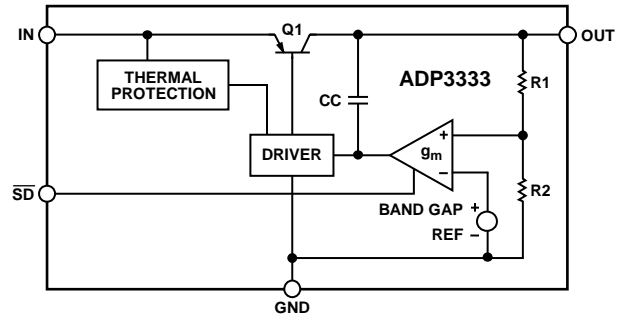 IN
Q1
OUT
THERMAL
PROTECTION
CC
ADP3333
R1
DRIVER
+
gm
−
R2
SD
BAND GAP +
REF −
GND